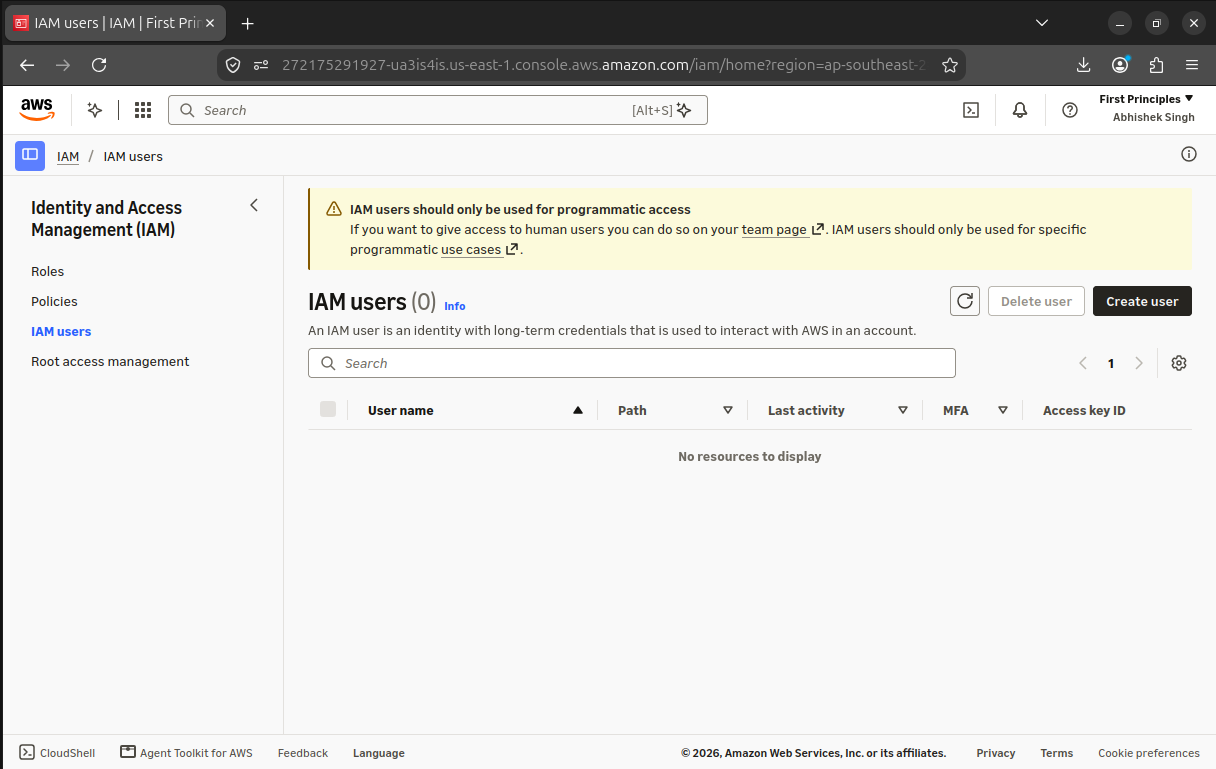 IAM users | IAM | First Prin
272175291927-ua3is4is.us-east-1.console.aws.amazon.com/iam/home?region=ap-southeast-2
aws
Search
[Alt+S]
First Principles
Abhishek Singh
IAM / IAM users
Identity and Access
Management (IAM)
Roles
Policies
IAM users
Root access management
IAM users should only be used for programmatic access
If you want to give access to human users you can do so on your team page. IAM users should only be used for specific
programmatic use cases.
IAM users (0) Info
Delete user
Create user
An IAM user is an identity with long-term credentials that is used to interact with AWS in an account.
Search
1
User name Path Last activity MFA Access key ID
No resources to display
CloudShell Agent Toolkit for AWS Feedback Language © 2026, Amazon Web Services, Inc. or its affiliates. Privacy Terms Cookie preferences